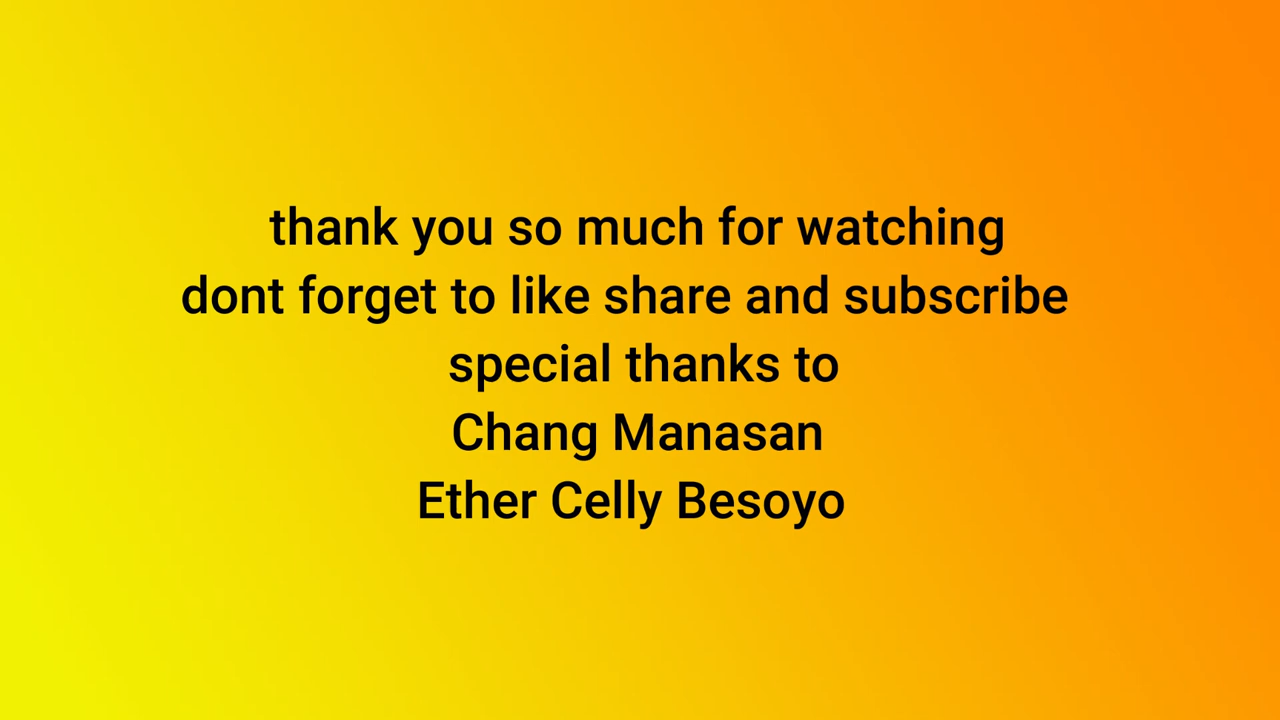 thank you so much for watching
dont forget to like share and subscribe
special thanks to
Chang Manasan
Ether Celly Besoyo